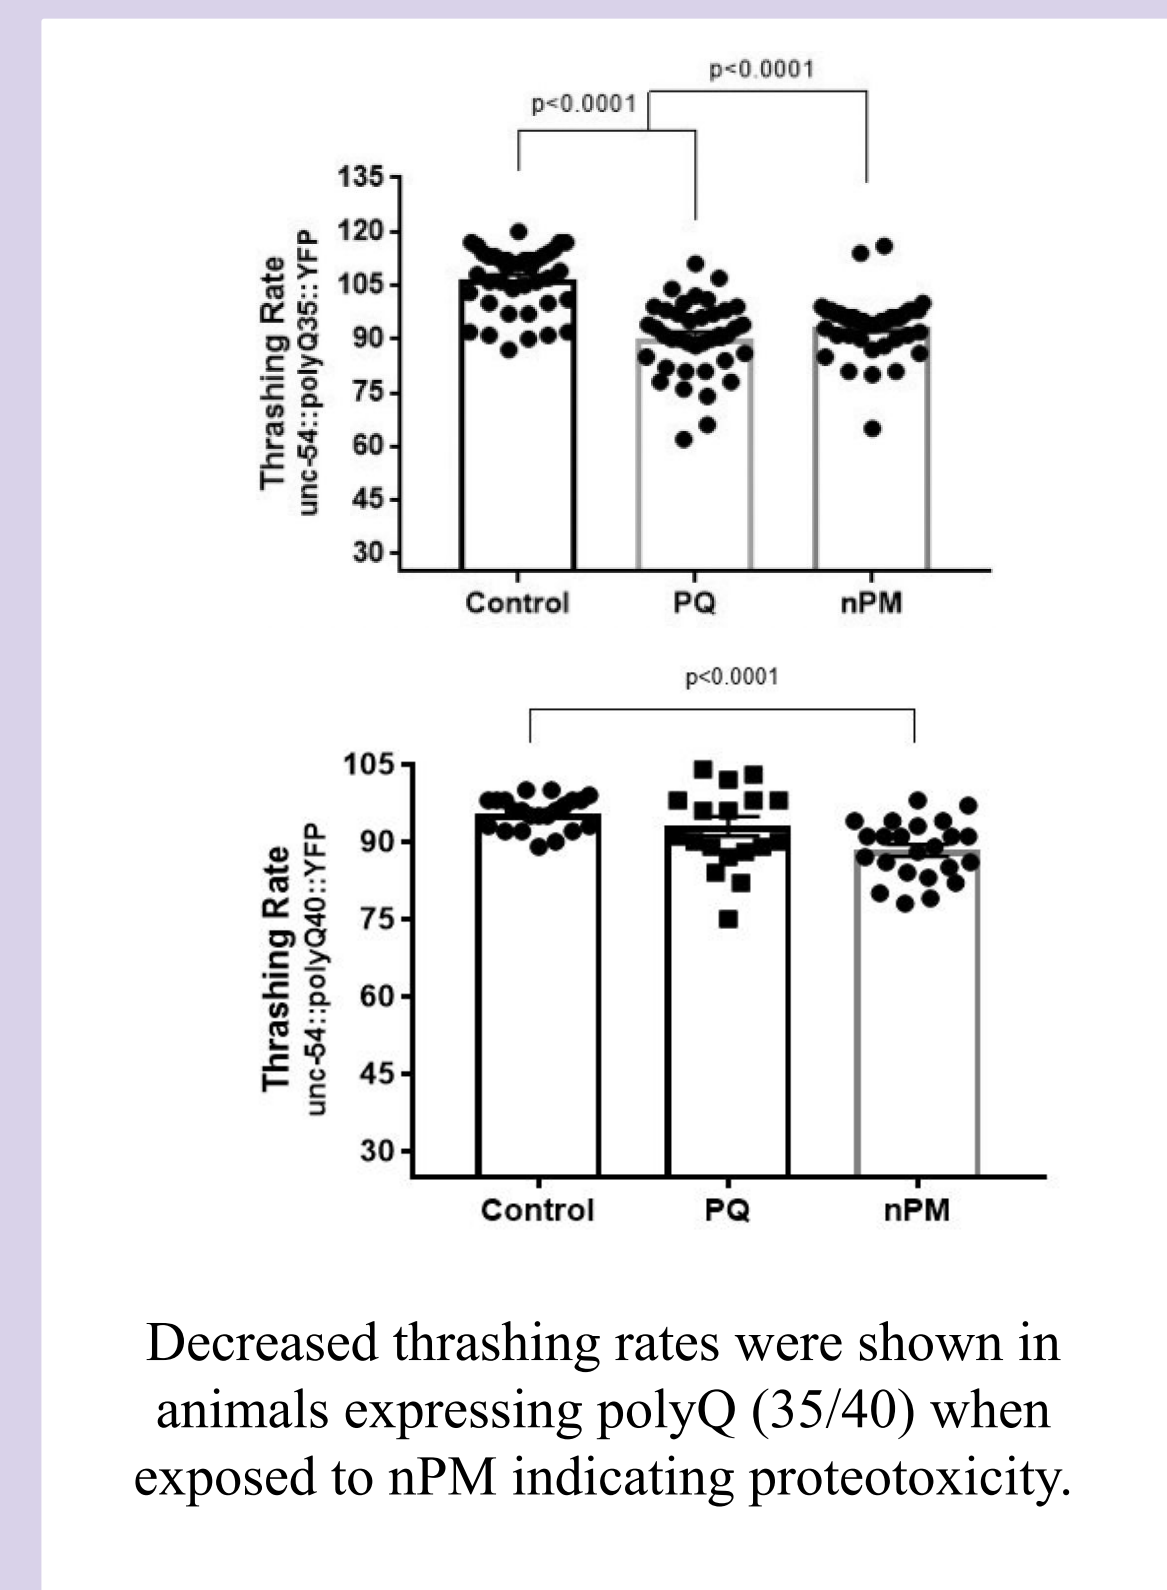 p<0.0001
p<0.0001
135
120
105
90
75
60
45
30
Thrashing Rate
unc-54::polyQ35::YFP
Control PQ nPM
p<0.0001
105
90
75
60
45
30
Thrashing Rate
unc-54::polyQ40::YFP
Control PQ nPM
Decreased thrashing rates were shown in
animals expressing polyQ (35/40) when
exposed to nPM indicating proteotoxicity.